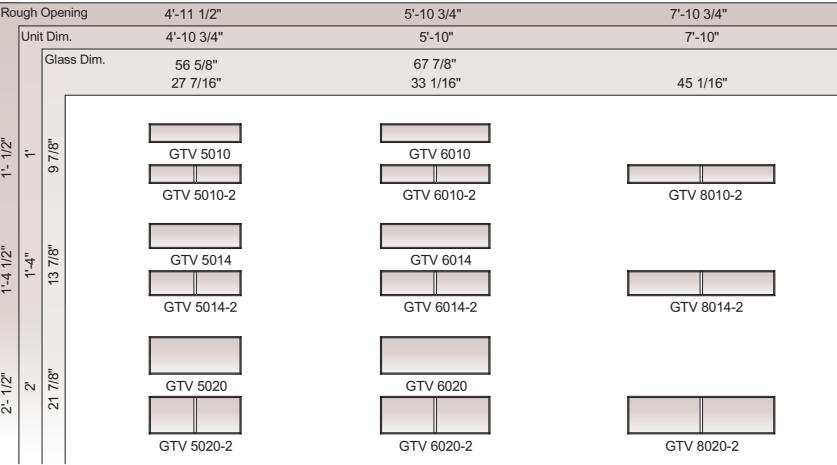 Rough Opening 4'-11 1/2" 5'-10 3/4" 7'-10 3/4"
Unit Dim. 4'-10 3/4" 5'-10" 7'-10"
Glass Dim. 56 5/8" 67 7/8"
27 7/16" 33 1/16" 45 1/16"
1'- 1/2" 1' 9 7/8"
GTV 5010 GTV 6010
GTV 5010-2 GTV 6010-2 GTV 8010-2
1'-4 1/2" 1'-4" 13 7/8"
GTV 5014 GTV 6014
GTV 5014-2 GTV 6014-2 GTV 8014-2
2'- 1/2" 2' 21 7/8"
GTV 5020 GTV 6020
GTV 5020-2 GTV 6020-2 GTV 8020-2